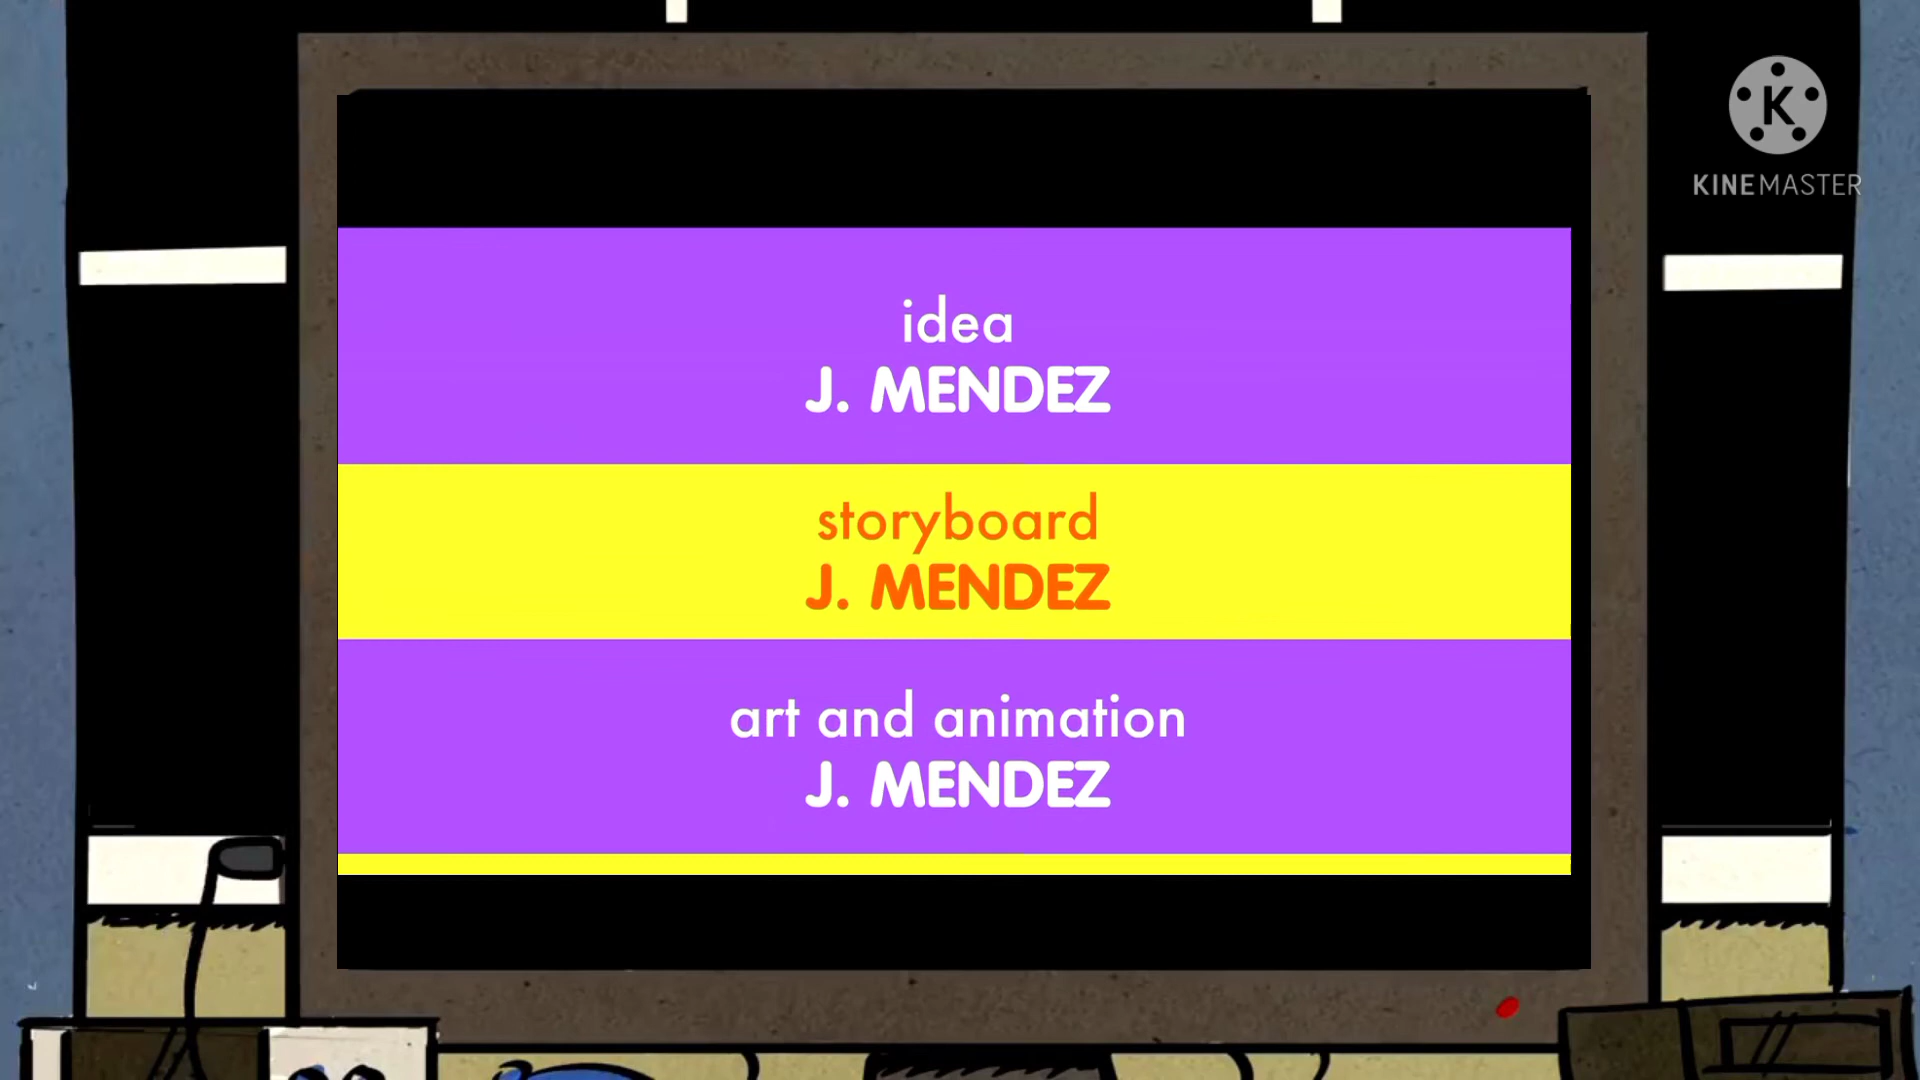 K
KINEMASTER
idea
J. MENDEZ
storyboard
J. MENDEZ
art and animation
J. MENDEZ